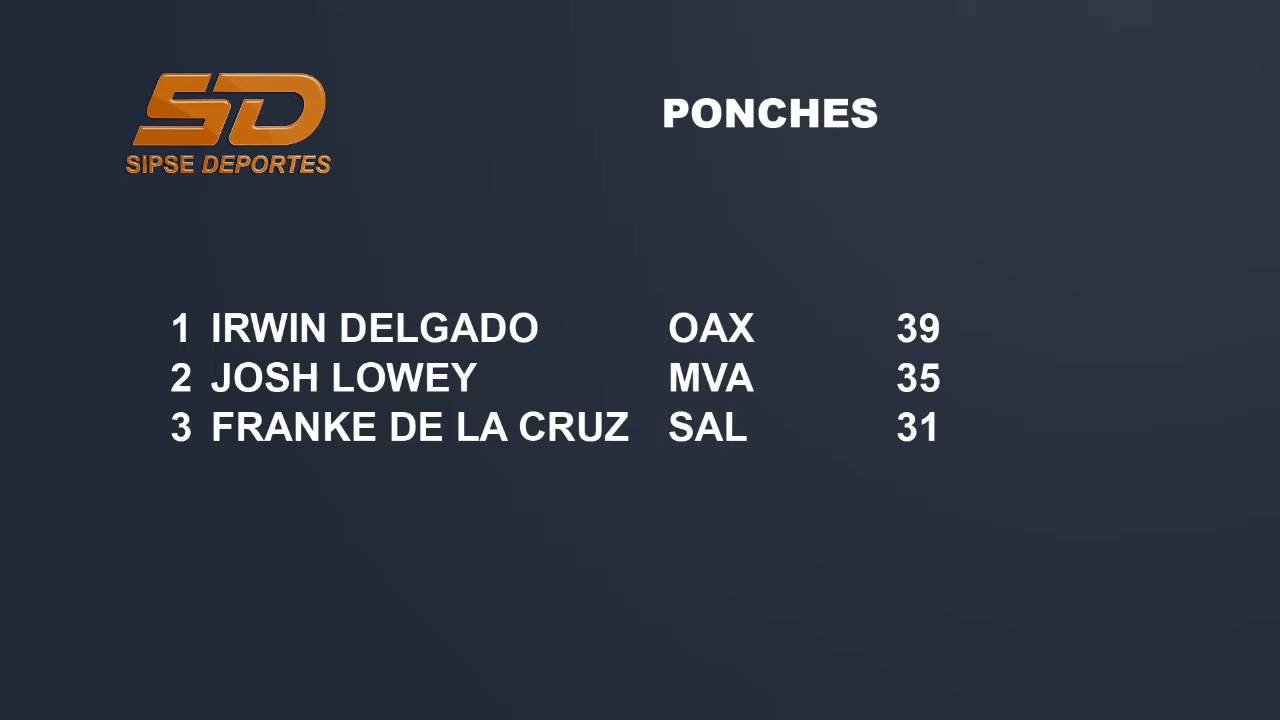 SD
SIPSE DEPORTES
PONCHES
1 IRWIN DELGADO OAX 39
2 JOSH LOWEY MVA 35
3 FRANKE DE LA CRUZ SAL 31